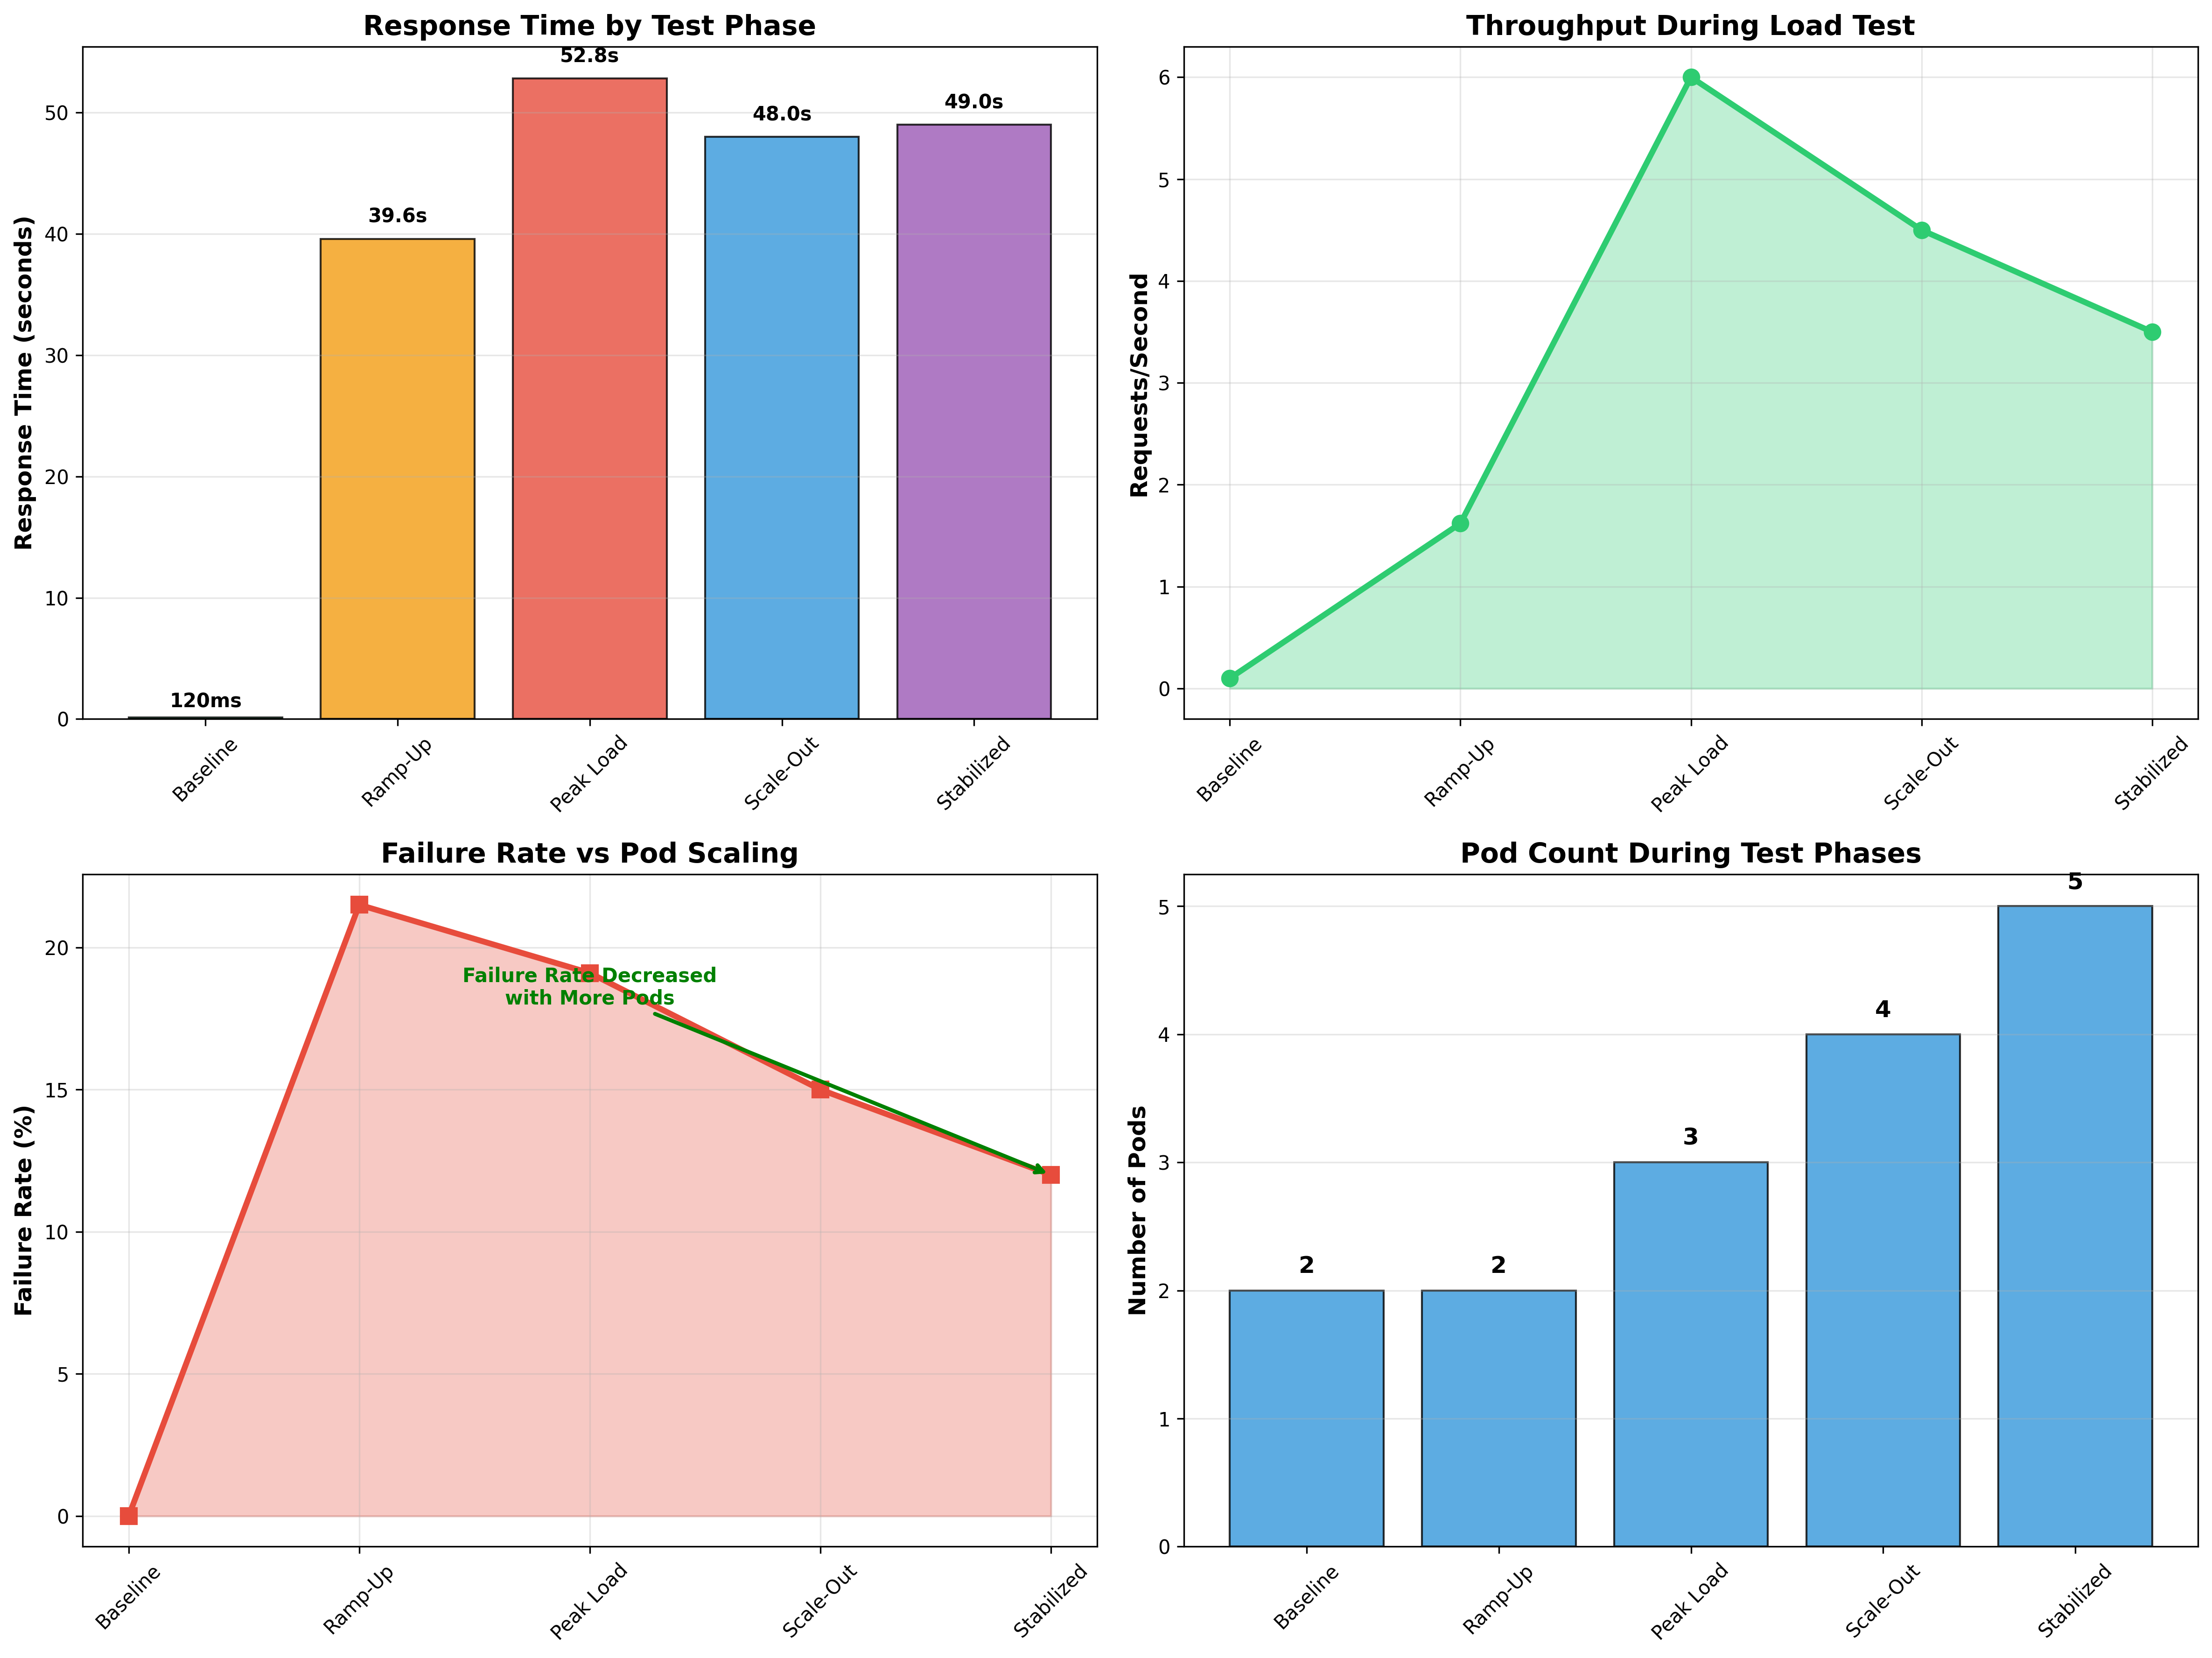 Response Time by Test Phase
Response Time (seconds)
50
40
30
20
10
0
120ms
39.6s
52.8s
48.0s
49.0s
Baseline
Ramp-Up
Peak Load
Scale-Out
Stabilized
Throughput During Load Test
Requests/Second
6
5
4
3
2
1
0
Baseline
Ramp-Up
Peak Load
Scale-Out
Stabilized
Failure Rate vs Pod Scaling
Failure Rate (%)
20
15
10
5
0
Failure Rate Decreased
with More Pods
Baseline
Ramp-Up
Peak Load
Scale-Out
Stabilized
Pod Count During Test Phases
Number of Pods
5
4
3
2
1
0
2
2
3
4
5
Baseline
Ramp-Up
Peak Load
Scale-Out
Stabilized